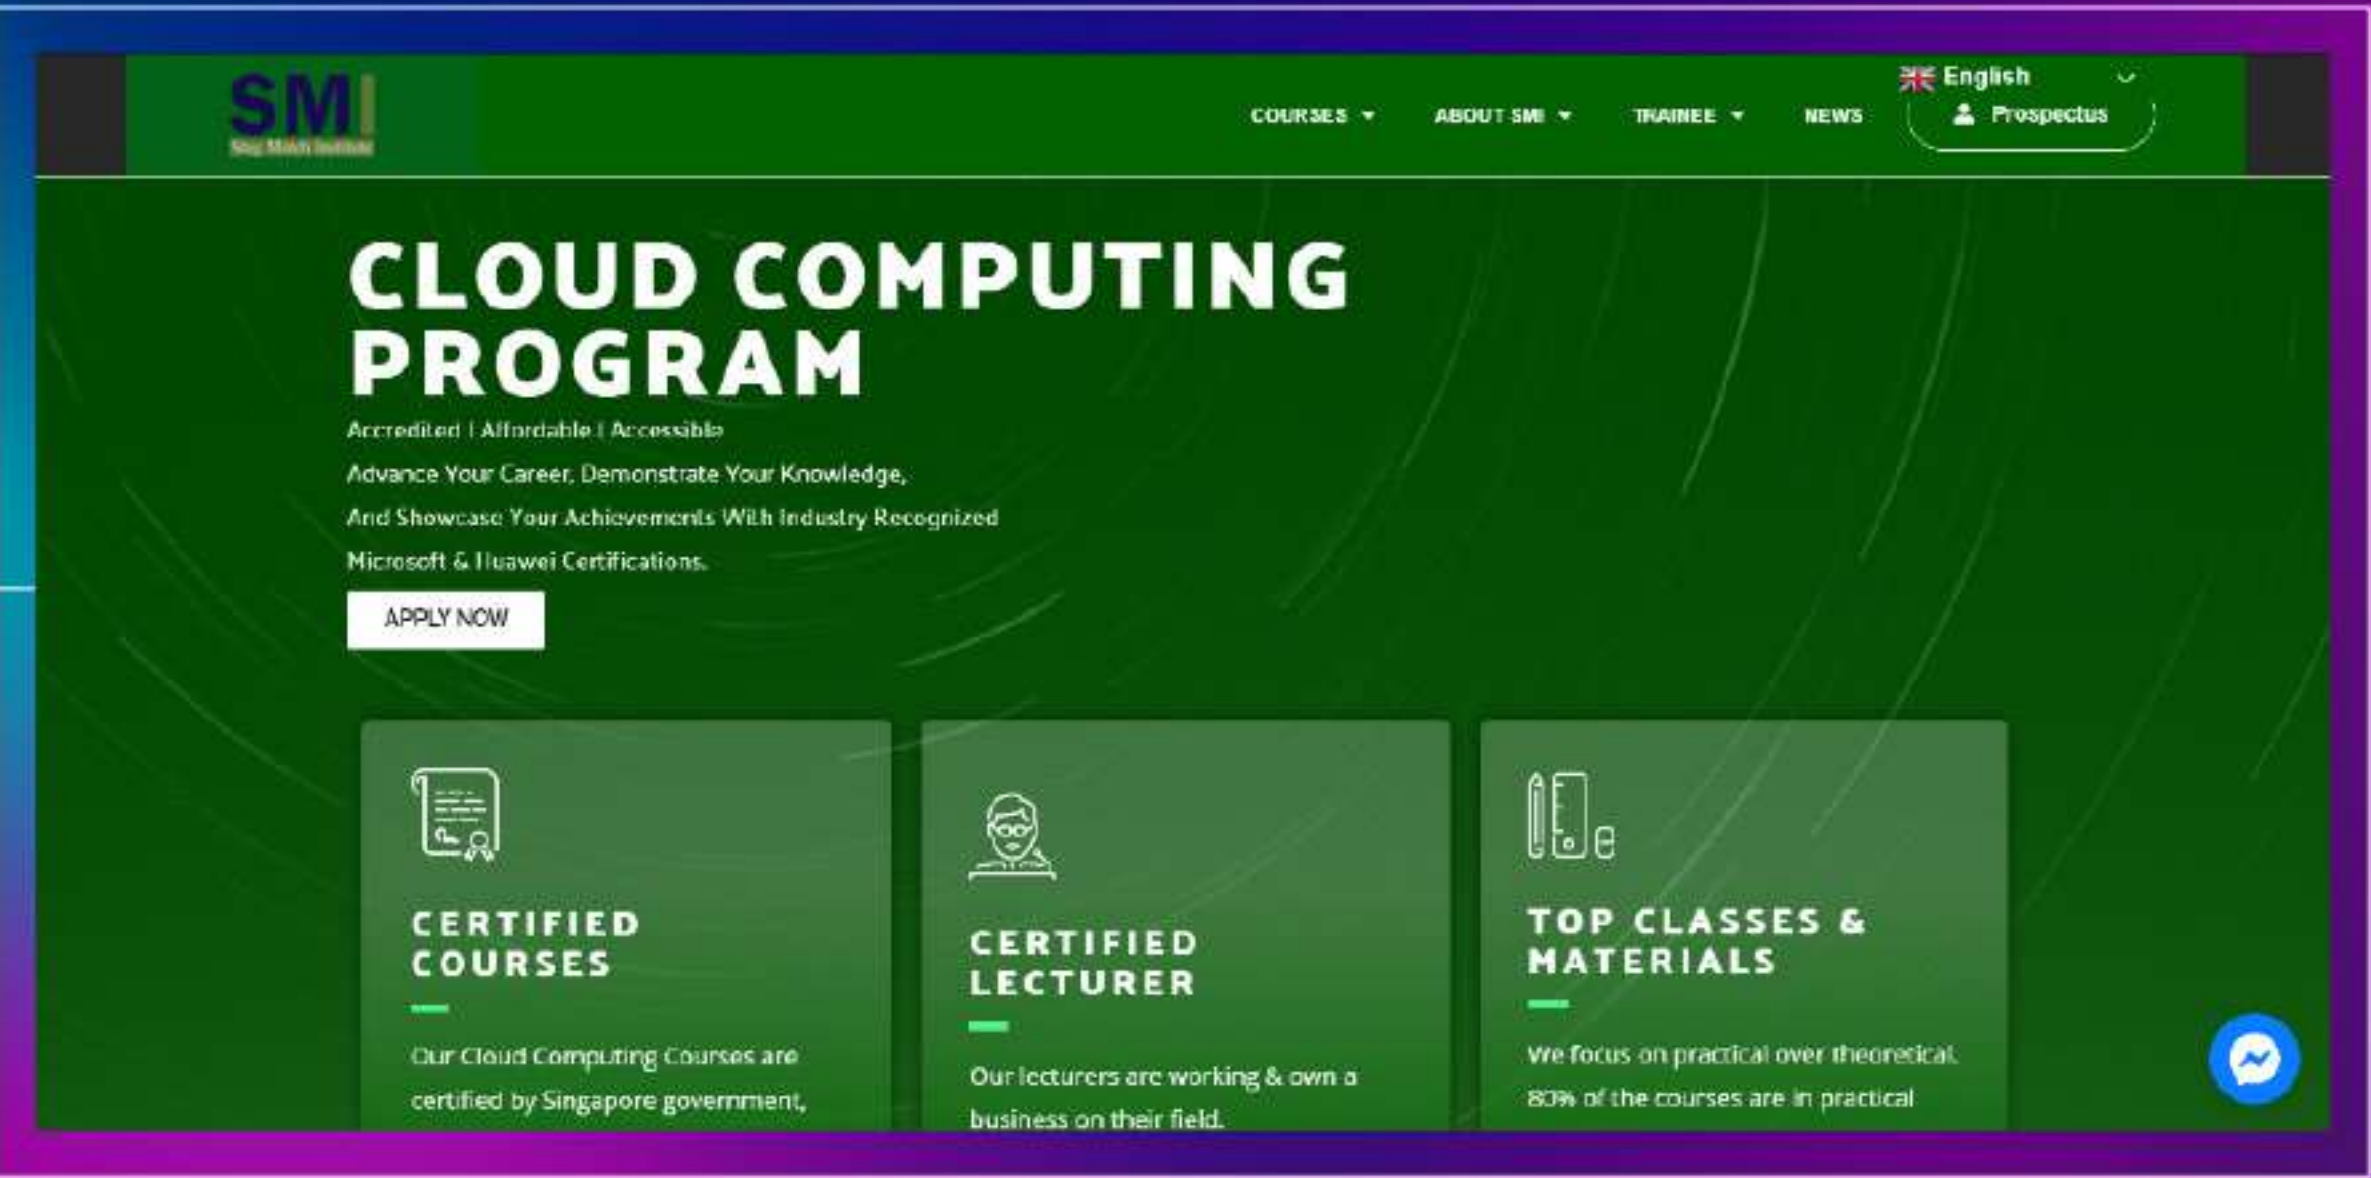 SMI
English
COURSES
ABOUT SMI
TRAINEE
NEWS
Prospectus
CLOUD COMPUTING
PROGRAM
Accredited | Affordable | Accessible
Advance Your Career, Demonstrate Your Knowledge,
And Showcase Your Achievements With Industry Recognized
Microsoft & Huawei Certifications.
APPLY NOW
CERTIFIED
COURSES
Our Cloud Computing Courses are
certified by Singapore government,
CERTIFIED
LECTURER
Our lecturers are working & own a
business on their field.
TOP CLASSES &
MATERIALS
We focus on practical over theoretical.
80% of the courses are in practical